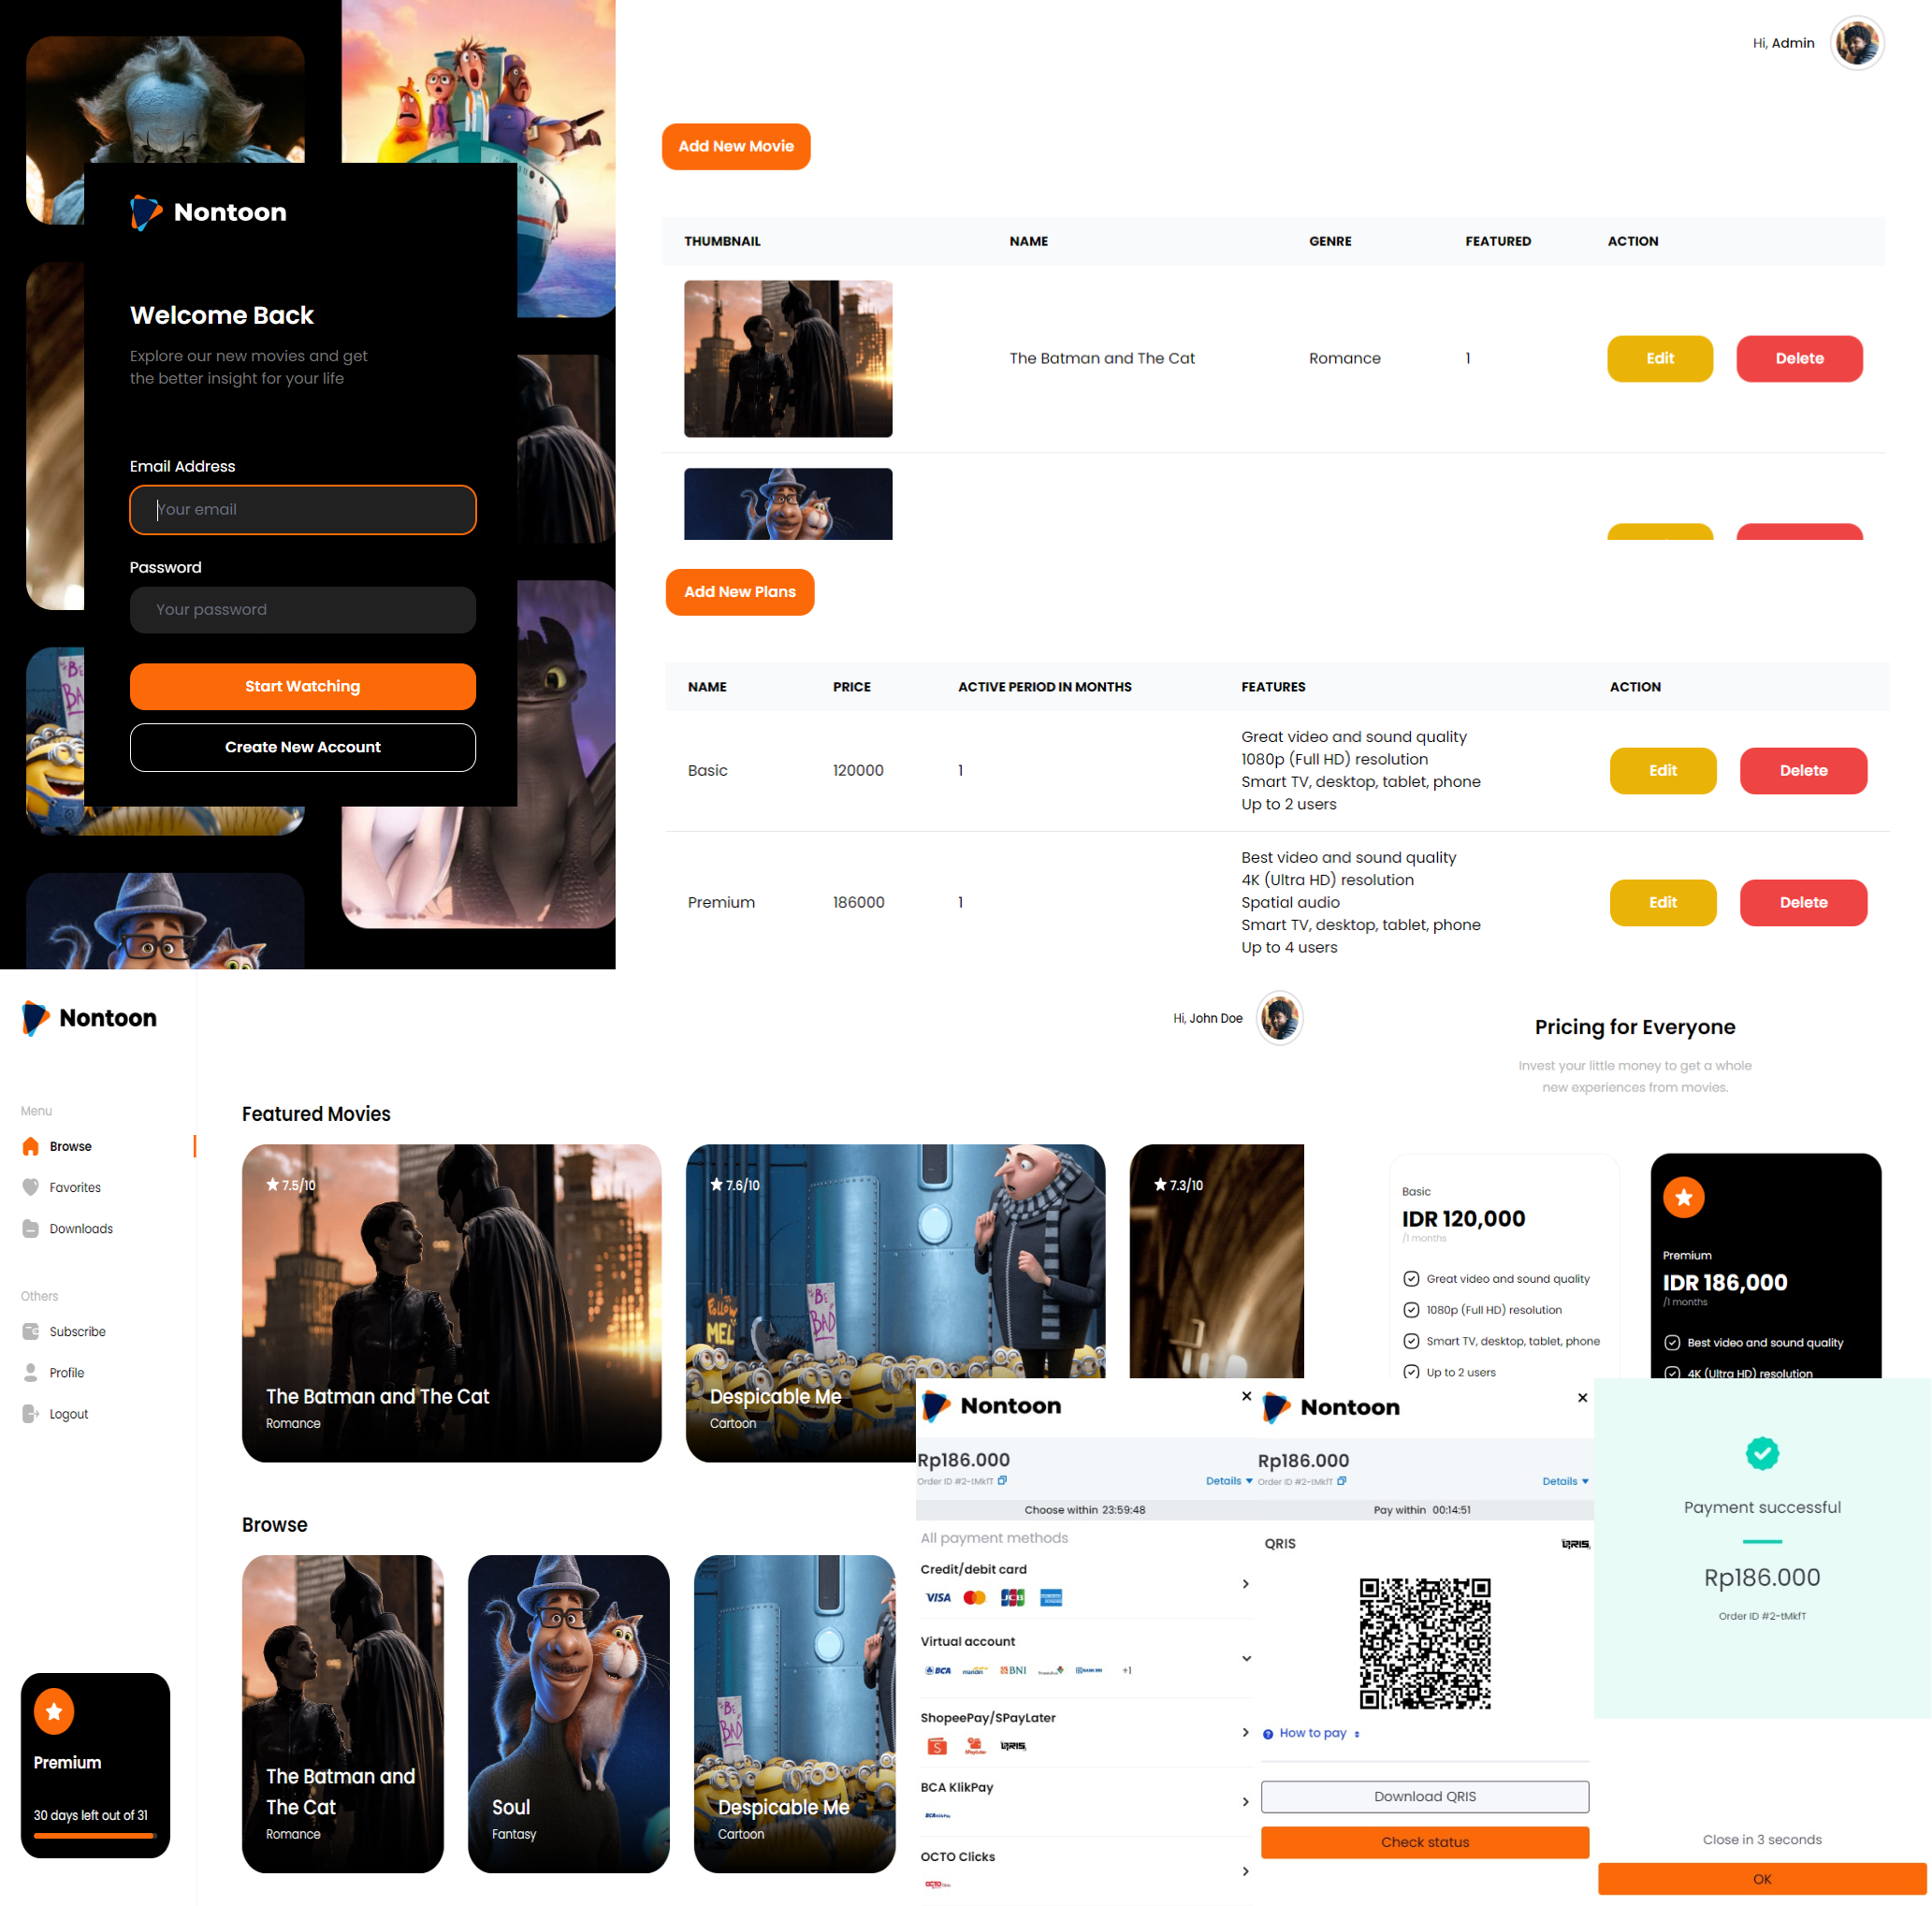 Nontoon
Welcome Back
Explore our new movies and get
the better insight for your life
Email Address
Your email
Password
Your password
Start Watching
Create New Account
BE
BA
Hi, Admin
Add New Movie
THUMBNAIL NAME GENRE FEATURED ACTION
The Batman and The Cat Romance 1 Edit Delete
Add New Plans
NAME PRICE ACTIVE PERIOD IN MONTHS FEATURES ACTION
Basic 120000 1 Edit Delete
Great video and sound quality
1080p (Full HD) resolution
Smart TV, desktop, tablet, phone
Up to 2 users
Premium 186000 1 Edit Delete
Best video and sound quality
4K (Ultra HD) resolution
Spatial audio
Smart TV, desktop, tablet, phone
Up to 4 users
Nontoon
Menu
Browse
Favorites
Downloads
Others
Subscribe
Profile
Logout
Premium
30 days left out of 31
Hi, John Doe
Featured Movies
7.5/10
The Batman and The Cat
Romance
7.6/10
FOLLOW
MEL
BE
BAD
Despicable Me
Cartoon
7.3/10
Browse
The Batman and
The Cat
Romance
Soul
Fantasy
BE
BAD
Despicable Me
Cartoon
Pricing for Everyone
Invest your little money to get a whole
new experiences from movies.
Basic
IDR 120,000
/1 months
Great video and sound quality
1080p (Full HD) resolution
Smart TV, desktop, tablet, phone
Up to 2 users
Premium
IDR 186,000
/1 months
Best video and sound quality
4K (Ultra HD) resolution
Nontoon
Rp186.000
Order ID #2-tMkfT Details
Choose within 23:59:48
All payment methods
Credit/debit card
VISA JCB
Virtual account
BCA mandiri BNI +1
ShopeePay/SPayLater
SPayLater QRIS
BCA KlikPay
BCA KlikPay
OCTO Clicks
OCTO
Nontoon
Rp186.000
Order ID #2-tMkfT Details
Pay within 00:14:51
QRIS QRIS
How to pay
Download QRIS
Check status
Payment successful
Rp186.000
Order ID #2-tMkfT
Close in 3 seconds
OK